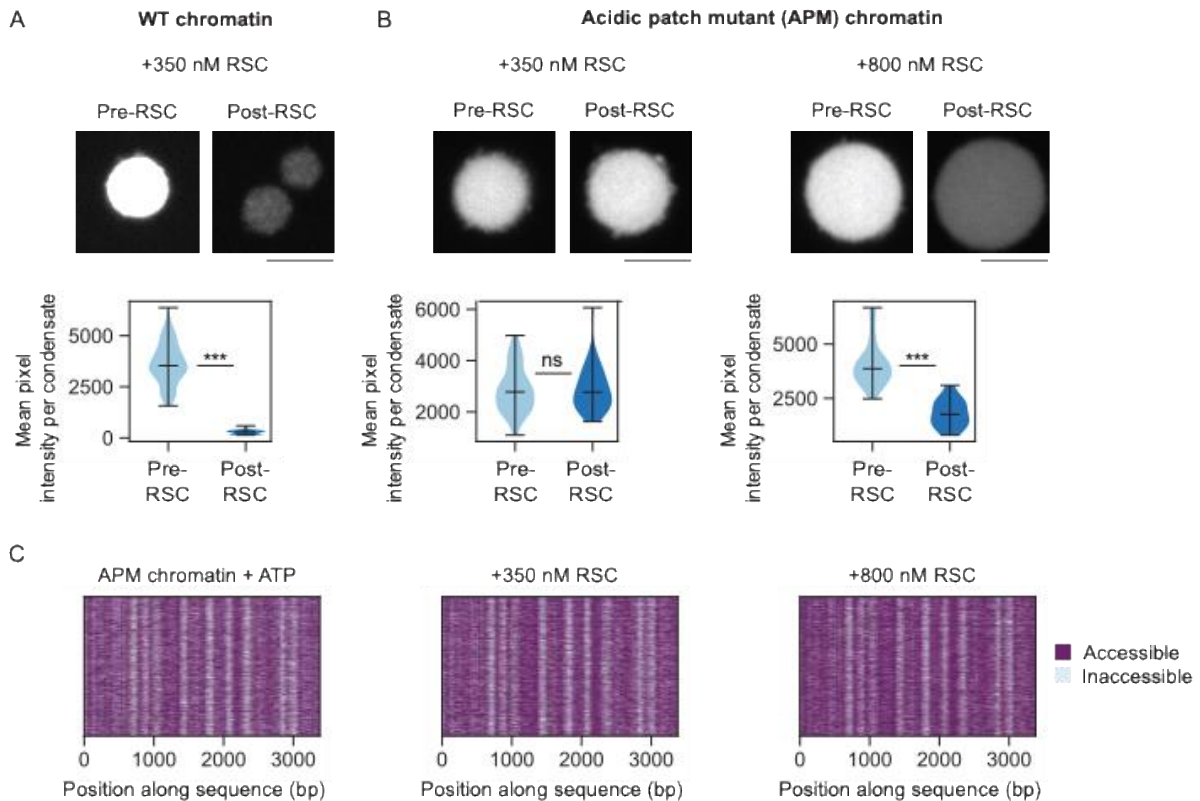 A
WT chromatin
+350 nM RSC
Pre-RSC
Post-RSC
Mean pixel
intensity per condensate
5000
2500
0
***
Pre-
RSC
Post-
RSC
B
Acidic patch mutant (APM) chromatin
+350 nM RSC
Pre-RSC
Post-RSC
Mean pixel
intensity per condensate
6000
4000
2000
ns
Pre-
RSC
Post-
RSC
+800 nM RSC
Pre-RSC
Post-RSC
Mean pixel
intensity per condensate
5000
2500
***
Pre-
RSC
Post-
RSC
C
APM chromatin + ATP
0 1000 2000 3000
Position along sequence (bp)
+350 nM RSC
0 1000 2000 3000
Position along sequence (bp)
+800 nM RSC
0 1000 2000 3000
Position along sequence (bp)
Accessible
Inaccessible